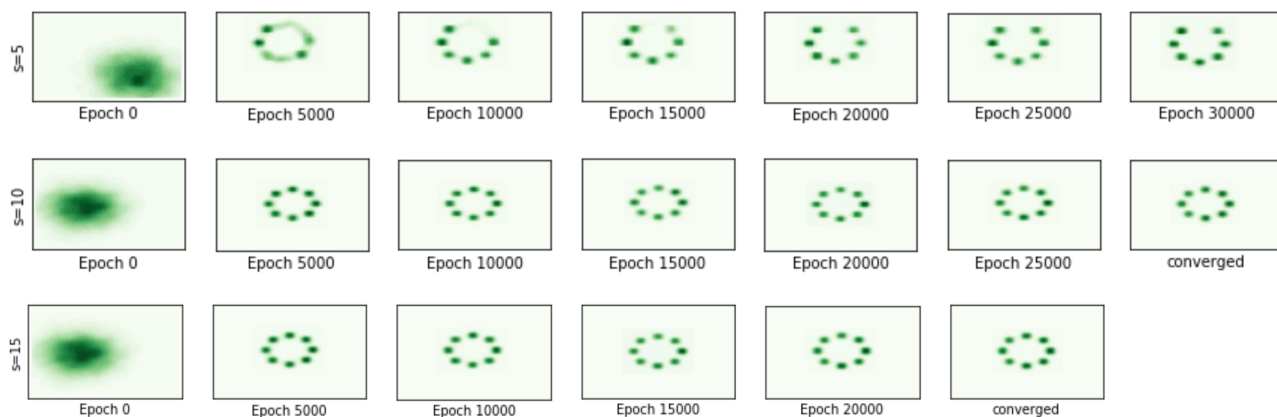 s=5
Epoch 0 Epoch 5000 Epoch 10000 Epoch 15000 Epoch 20000 Epoch 25000 Epoch 30000
s=10
Epoch 0 Epoch 5000 Epoch 10000 Epoch 15000 Epoch 20000 Epoch 25000 converged
s=15
Epoch 0 Epoch 5000 Epoch 10000 Epoch 15000 Epoch 20000 converged